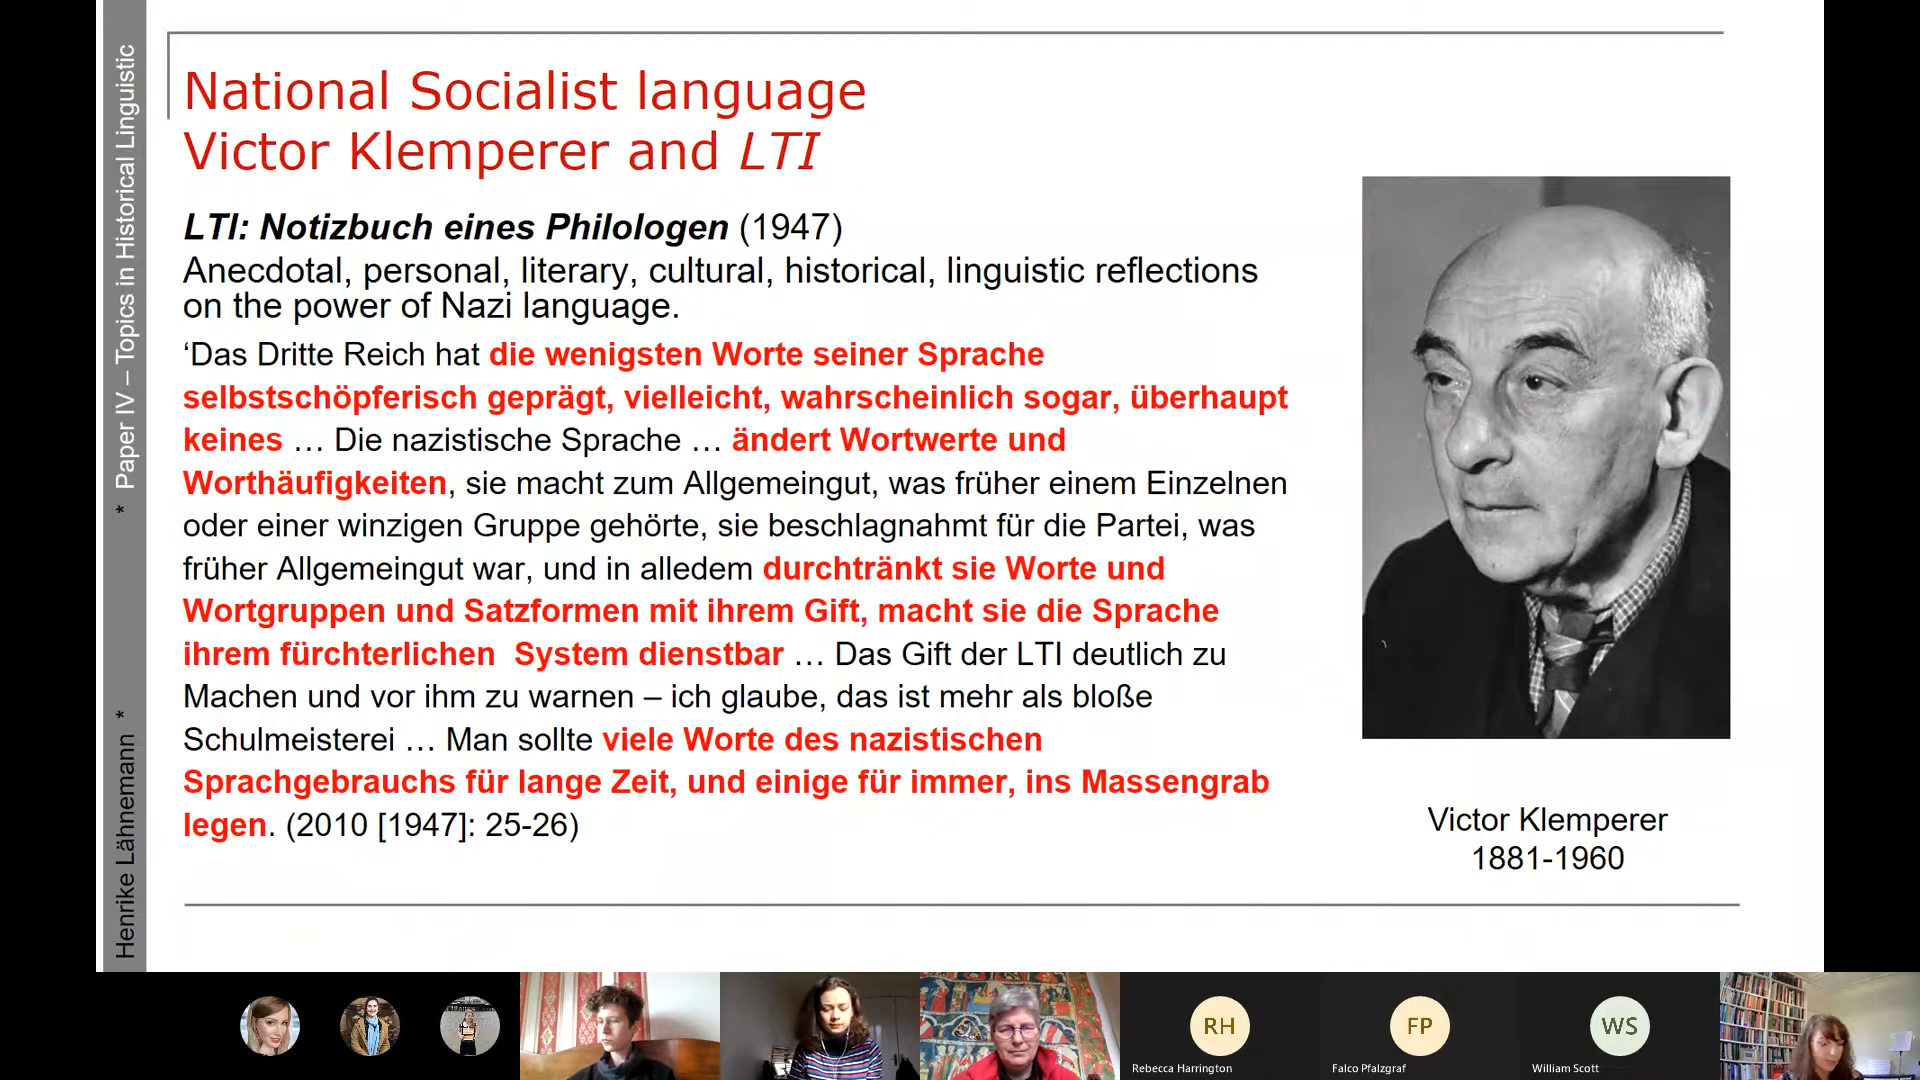 National Socialist language
Victor Klemperer and LTI
LTI: Notizbuch eines Philologen (1947)
Anecdotal, personal, literary, cultural, historical, linguistic reflections
on the power of Nazi language.
‘Das Dritte Reich hat die wenigsten Worte seiner Sprache
selbstschöpferisch geprägt, vielleicht, wahrscheinlich sogar, überhaupt
keines … Die nazistische Sprache … ändert Wortwerte und
Worthäufigkeiten, sie macht zum Allgemeingut, was früher einem Einzelnen
oder einer winzigen Gruppe gehörte, sie beschlagnahmt für die Partei, was
früher Allgemeingut war, und in alledem durchtränkt sie Worte und
Wortgruppen und Satzformen mit ihrem Gift, macht sie die Sprache
ihrem fürchterlichen System dienstbar … Das Gift der LTI deutlich zu
Machen und vor ihm zu warnen – ich glaube, das ist mehr als bloße
Schulmeisterei … Man sollte viele Worte des nazistischen
Sprachgebrauchs für lange Zeit, und einige für immer, ins Massengrab
legen. (2010 [1947]: 25-26)
Victor Klemperer
1881-1960
Henrike Lähnemann * * Paper IV – Topics in Historical Linguistic
RH
Rebecca Harrington
FP
Falco Pfalzgraf
WS
William Scott